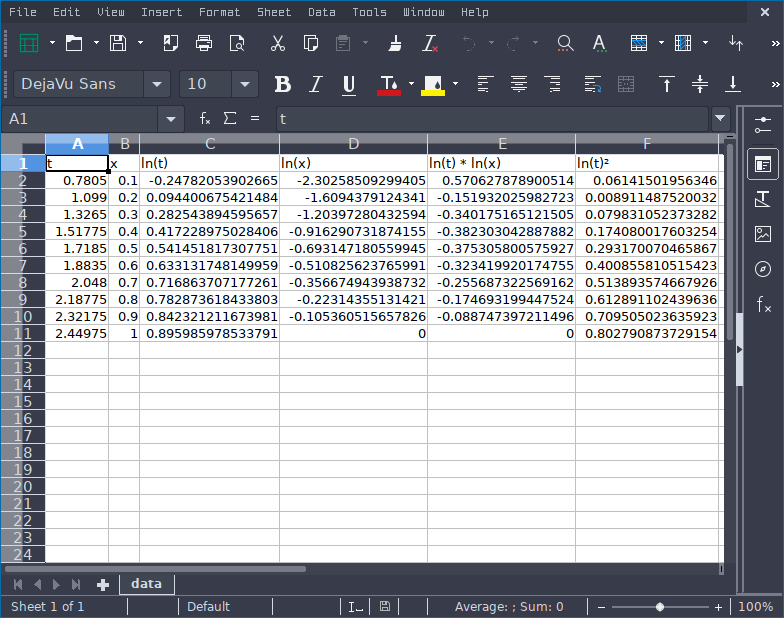 File Edit View Insert Format Sheet Data Tools Window Help
DejaVu Sans 10 B I U
A1 fx Σ = t
A B C D E F
1 t x ln(t) ln(x) ln(t) * ln(x) ln(t)²
2 0.7805 0.1 -0.24782053902665 -2.30258509299405 0.570627878900514 0.06141501956346
3 1.099 0.2 0.094400675421484 -1.6094379124341 -0.151932025982723 0.008911487520032
4 1.3265 0.3 0.282543894595657 -1.20397280432594 -0.340175165121505 0.079831052373282
5 1.51775 0.4 0.417228975028406 -0.916290731874155 -0.382303042887882 0.174080017603254
6 1.7185 0.5 0.541451817307751 -0.693147180559945 -0.375305800575927 0.293170070465867
7 1.8835 0.6 0.633131748149959 -0.510825623765991 -0.323419920174755 0.400855810515423
8 2.048 0.7 0.716863707177261 -0.356674943938732 -0.255687322569162 0.513893574667926
9 2.18775 0.8 0.782873618433803 -0.22314355131421 -0.174693199447524 0.612891102439636
10 2.32175 0.9 0.842321211673981 -0.105360515657826 -0.088747397211496 0.709505023635923
11 2.44975 1 0.895985978533791 0 0 0.802790873729154
12
13
14
15
16
17
18
19
20
21
22
23
24
data
Sheet 1 of 1 Default Average: ; Sum: 0 100%